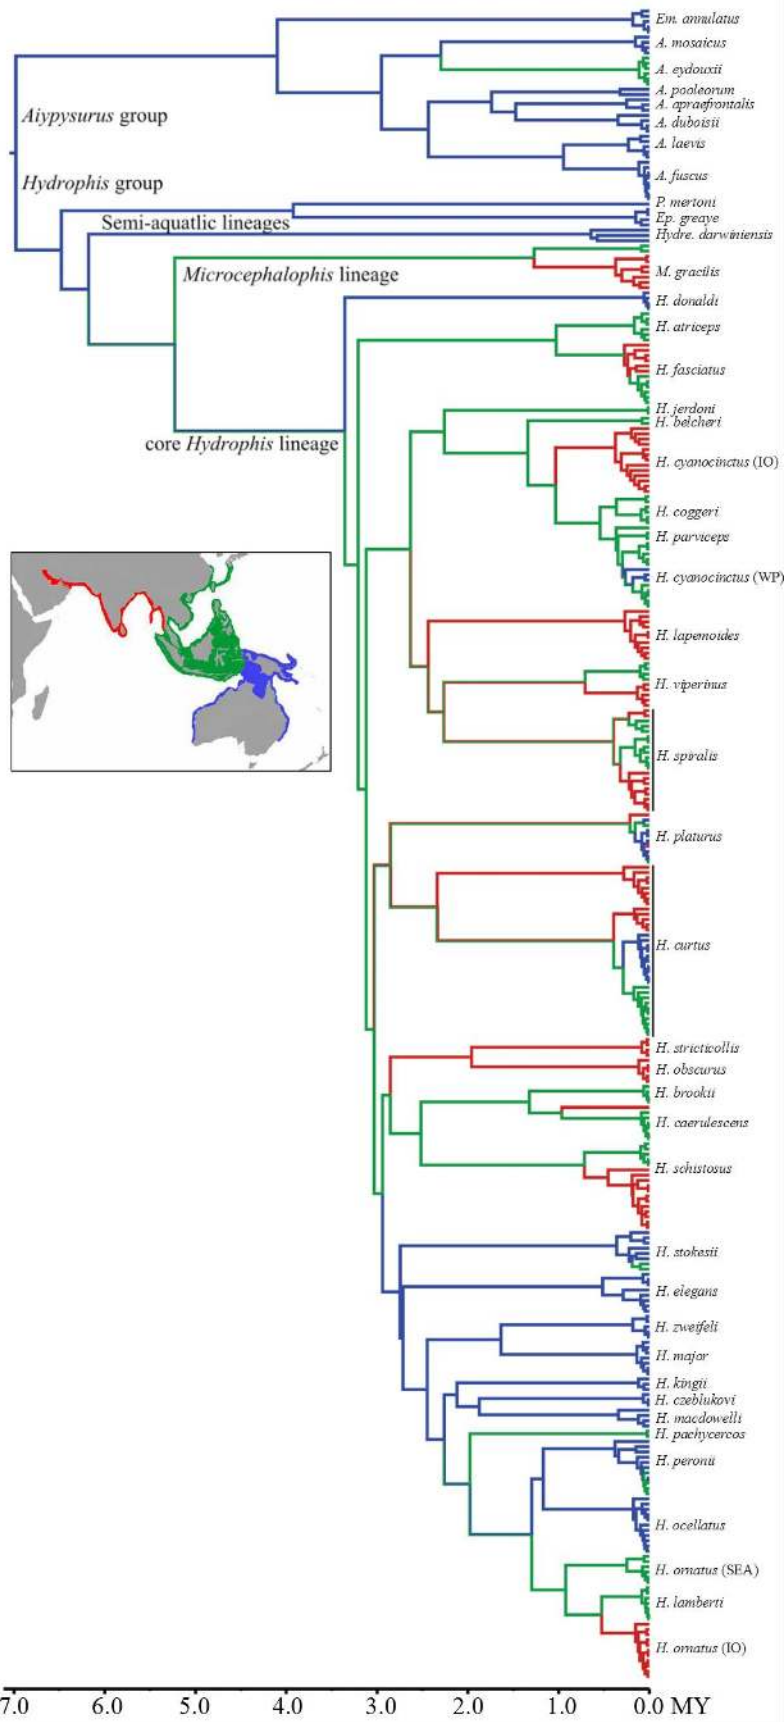 Em. annulatus
A. mosaicus
A. eydouxii
A. pooleorum
A. apraefrontalis
A. duboisii
A. laevis
A. fuscus
Aiypysurus group
Hydrophis group
P. mertoni
Ep. greaye
Semi-aquatlic lineages
Hydre. darwiniensis
Microcephalophis lineage
M. gracilis
H. donaldi
H. atriceps
H. fasciatus
H. jerdoni
H. belcheri
core Hydrophis lineage
H. cyanocinctus (IO)
H. coggeri
H. parviceps
H. cyanocinctus (WP)
H. lapemoides
H. viperinus
H. spiralis
H. platurus
H. curtus
H. stricticollis
H. obscurus
H. brookii
H. caerulescens
H. schistosus
H. stokesii
H. elegans
H. zweifeli
H. major
H. kingii
H. czeblukovi
H. macdowelli
H. pachycercos
H. peronii
H. ocellatus
H. ornatus (SEA)
H. lamberti
H. ornatus (IO)
7.0 6.0 5.0 4.0 3.0 2.0 1.0 0.0 MY